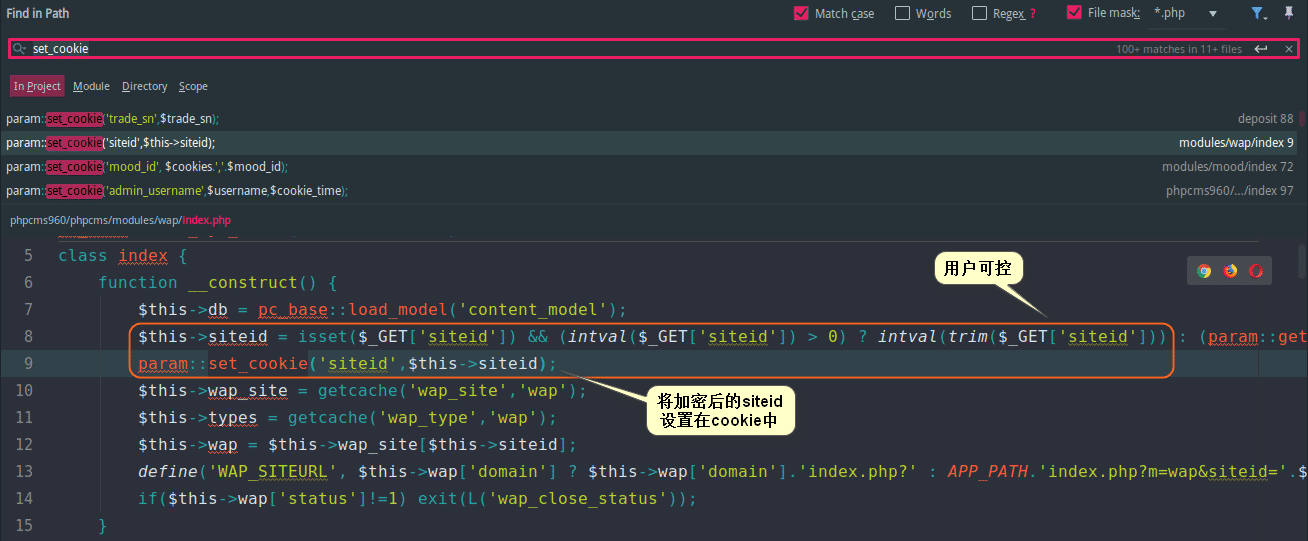 Find in Path
Match case
Words
Regex ?
File mask:
*.php
set_cookie
100+ matches in 11+ files
In Project
Module
Directory
Scope
param::set_cookie('trade_sn',$trade_sn);
deposit 88
param::set_cookie('siteid',$this->siteid);
modules/wap/index 9
param::set_cookie('mood_id', $cookies.','.$mood_id);
modules/mood/index 72
param::set_cookie('admin_username',$username,$cookie_time);
phpcms960/.../index 97
phpcms960/phpcms/modules/wap/index.php
5 class index {
用户可控
6 function __construct() {
7 $this->db = pc_base::load_model('content_model');
8 $this->siteid = isset($_GET['siteid']) && (intval($_GET['siteid']) > 0) ? intval(trim($_GET['siteid'])) : (param::get
9 param::set_cookie('siteid',$this->siteid);
10 $this->wap_site = getcache('wap_site','wap');
将加密后的siteid
设置在cookie中
11 $this->types = getcache('wap_type','wap');
12 $this->wap = $this->wap_site[$this->siteid];
13 define('WAP_SITEURL', $this->wap['domain'] ? $this->wap['domain'].'index.php?' : APP_PATH.'index.php?m=wap&siteid='.$
14 if($this->wap['status']!=1) exit(L('wap_close_status'));
15 }